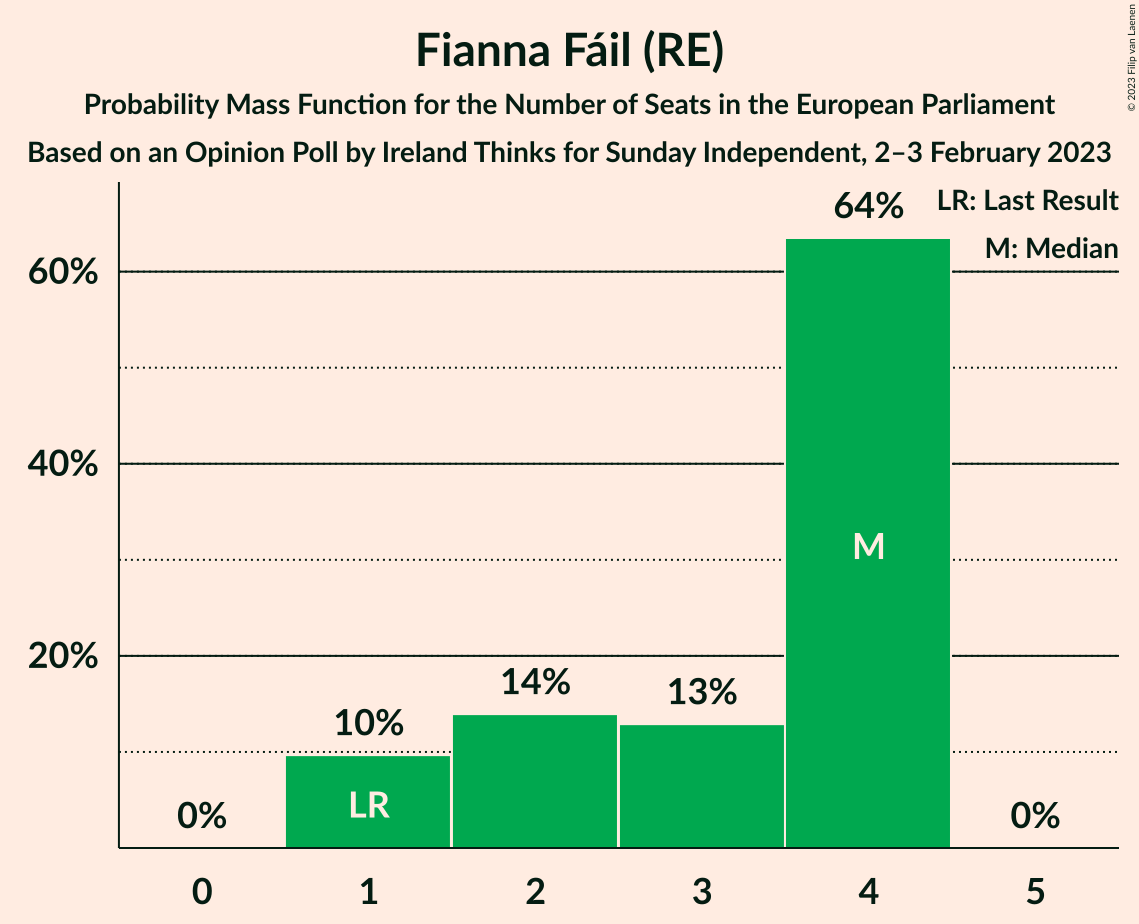 Fianna Fáil (RE)
Probability Mass Function for the Number of Seats in the European Parliament
Based on an Opinion Poll by Ireland Thinks for Sunday Independent, 2–3 February 2023
© 2023 Filip van Laenen
LR: Last Result
M: Median
64%
60%
40%
M
20%
14%
13%
10%
LR
0%
0%
0 1 2 3 4 5